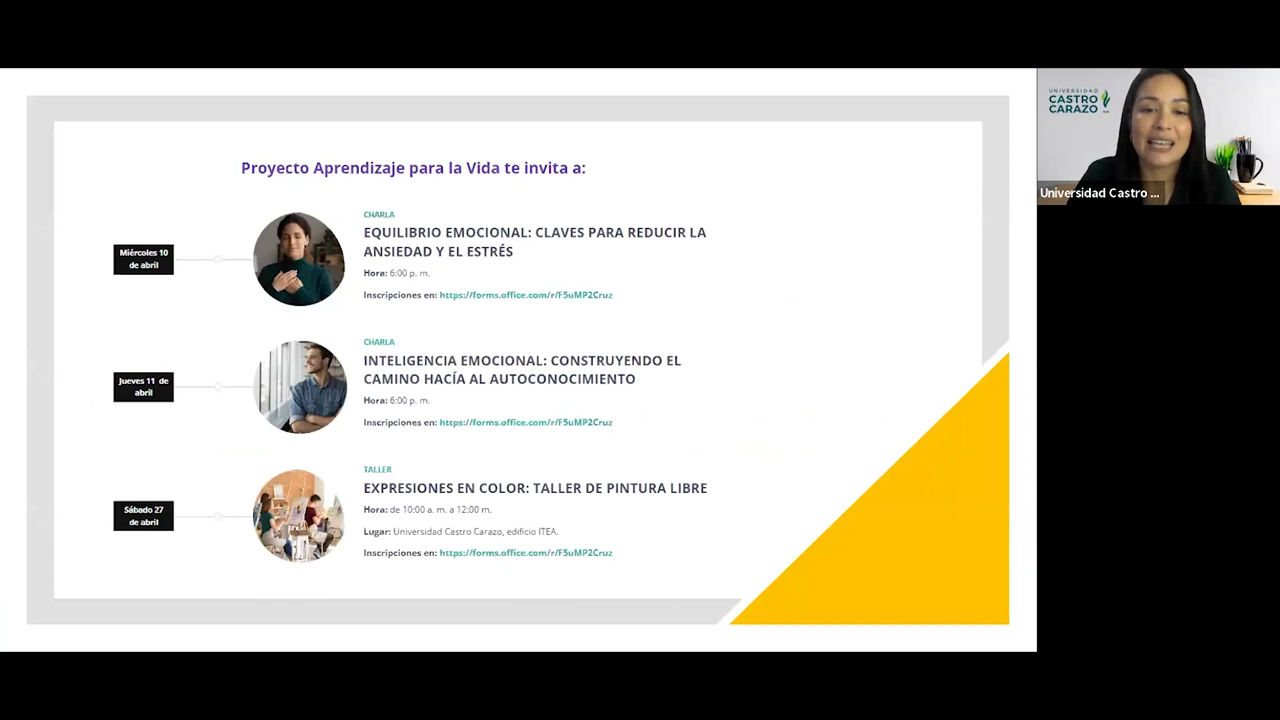 Proyecto Aprendizaje para la Vida te invita a:
Miércoles 10
de abril
CHARLA
EQUILIBRIO EMOCIONAL: CLAVES PARA REDUCIR LA
ANSIEDAD Y EL ESTRÉS
Hora: 6:00 p. m.
Inscripciones en: https://forms.office.com/r/F5uMP2Cruz
Jueves 11 de
abril
CHARLA
INTELIGENCIA EMOCIONAL: CONSTRUYENDO EL
CAMINO HACÍA AL AUTOCONOCIMIENTO
Hora: 6:00 p. m.
Inscripciones en: https://forms.office.com/r/F5uMP2Cruz
Sábado 27
de abril
TALLER
EXPRESIONES EN COLOR: TALLER DE PINTURA LIBRE
Hora: de 10:00 a. m. a 12:00 m.
Lugar: Universidad Castro Carazo, edificio ITEA.
Inscripciones en: https://forms.office.com/r/F5uMP2Cruz
UNIVERSIDAD
CASTRO
CARAZO
Universidad Castro ...